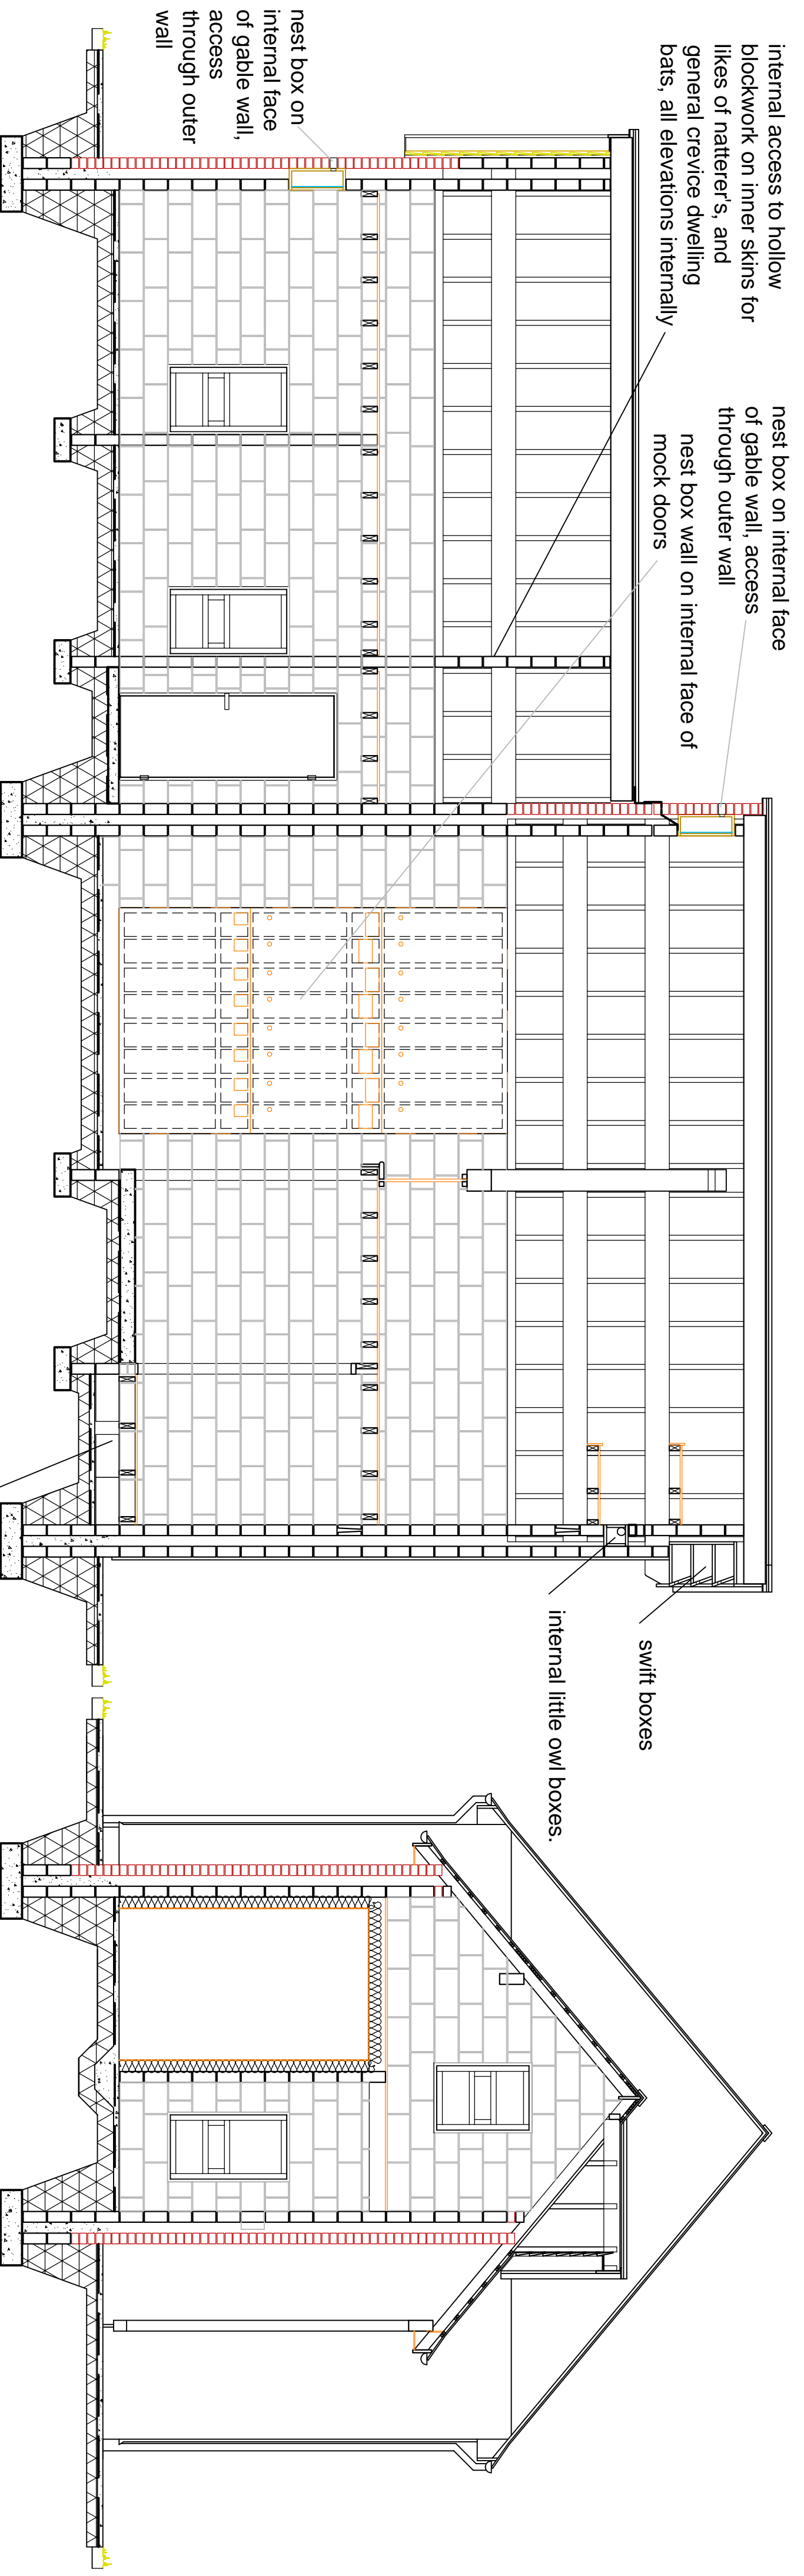 internal access to hollow
blockwork on inner skins for
likes of natterer's, and
general crevice dwelling
bats, all elevations internally
nest box on internal face
of gable wall, access
through outer wall
nest box wall on internal face of
mock doors
nest box on
internal face
of gable wall,
access
through outer
wall
swift boxes
internal little owl boxes.